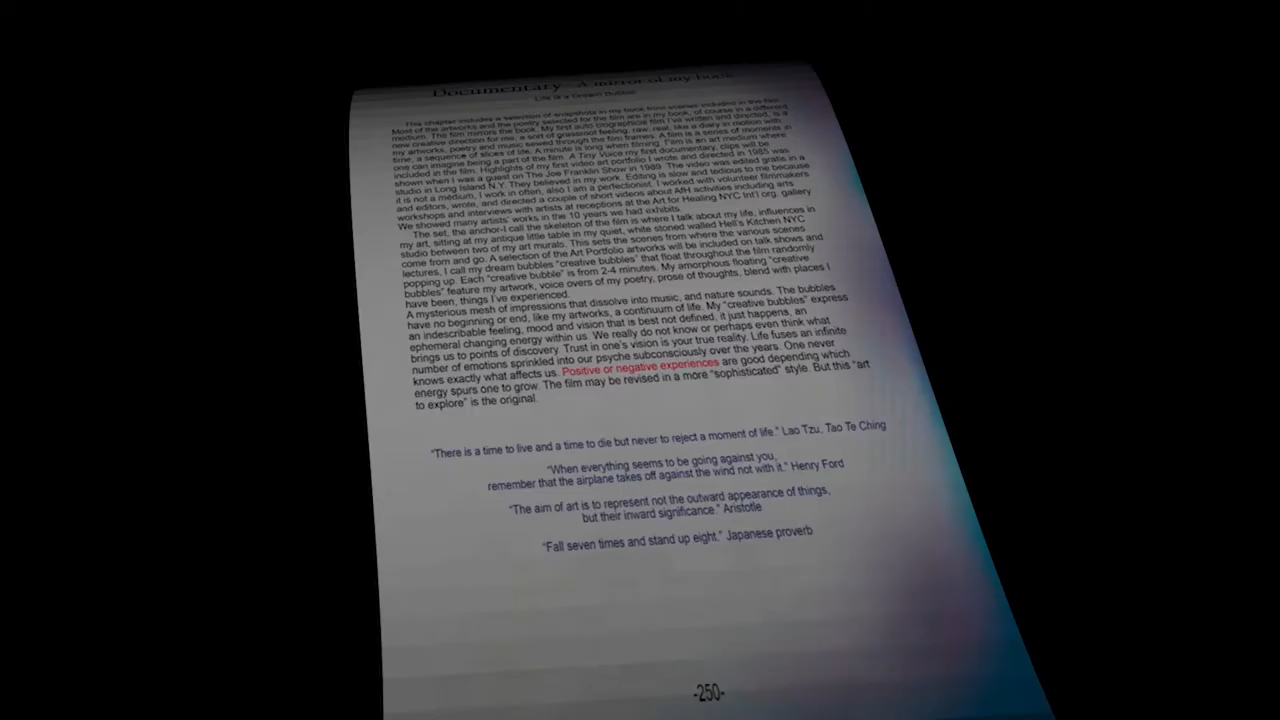 Documentary - A mirror of my book
Life is a Dream Bubble
This chapter includes a selection of snapshots in my book from scenes included in the film.
Most of the artworks and the poetry selected for the film are in my book, of course in a different
medium. The film mirrors the book. My first auto biographical film I've written and directed, is a
new creative direction for me, a sort of grassroot feeling, raw, real, like a diary in motion with
my artworks, poetry and music sewed through the film frames. A film is a series of moments in
time, a sequence of slices of life. A minute is long when filming. Film is an art medium where
one can imagine being a part of the film. A Tiny Voice my first documentary, clips will be
included in the film. Highlights of my first video art portfolio I wrote and directed in 1985 was
shown when I was a guest on The Joe Franklin Show in 1989. The video was edited gratis in a
studio in Long Island N.Y. They believed in my work. Editing is slow and tedious to me because
it is not a medium, I work in often, also I am a perfectionist. I worked with volunteer filmmakers
and editors, wrote, and directed a couple of short videos about AfH activities including arts
workshops and interviews with artists at receptions at the Art for Healing NYC Int'l org. gallery
We showed many artists' works in the 10 years we had exhibits.
The set, the anchor-I call the skeleton of the film is where I talk about my life, influences in
my art, sitting at my antique little table in my quiet, white stoned walled Hell's Kitchen NYC
studio between two of my art murals. This sets the scenes from where the various scenes
come from and go. A selection of the Art Portfolio artworks will be included on talk shows and
lectures, I call my dream bubbles "creative bubbles" that float throughout the film randomly
popping up. Each "creative bubble" is from 2-4 minutes. My amorphous floating "creative
bubbles" feature my artwork, voice overs of my poetry, prose of thoughts, blend with places I
have been, things I've experienced.
A mysterious mesh of impressions that dissolve into music, and nature sounds. The bubbles
have no beginning or end, like my artworks, a continuum of life. My "creative bubbles" express
an indescribable feeling, mood and vision that is best not defined, it just happens, an
ephemeral changing energy within us. We really do not know or perhaps even think what
brings us to points of discovery. Trust in one's vision is your true reality. Life fuses an infinite
number of emotions sprinkled into our psyche subconsciously over the years. One never
knows exactly what affects us. Positive or negative experiences are good depending which
energy spurs one to grow. The film may be revised in a more "sophisticated" style. But this "art
to explore" is the original.
"There is a time to live and a time to die but never to reject a moment of life." Lao Tzu, Tao Te Ching
"When everything seems to be going against you,
remember that the airplane takes off against the wind not with it." Henry Ford
"The aim of art is to represent not the outward appearance of things,
but their inward significance." Aristotle
"Fall seven times and stand up eight." Japanese proverb
-250-